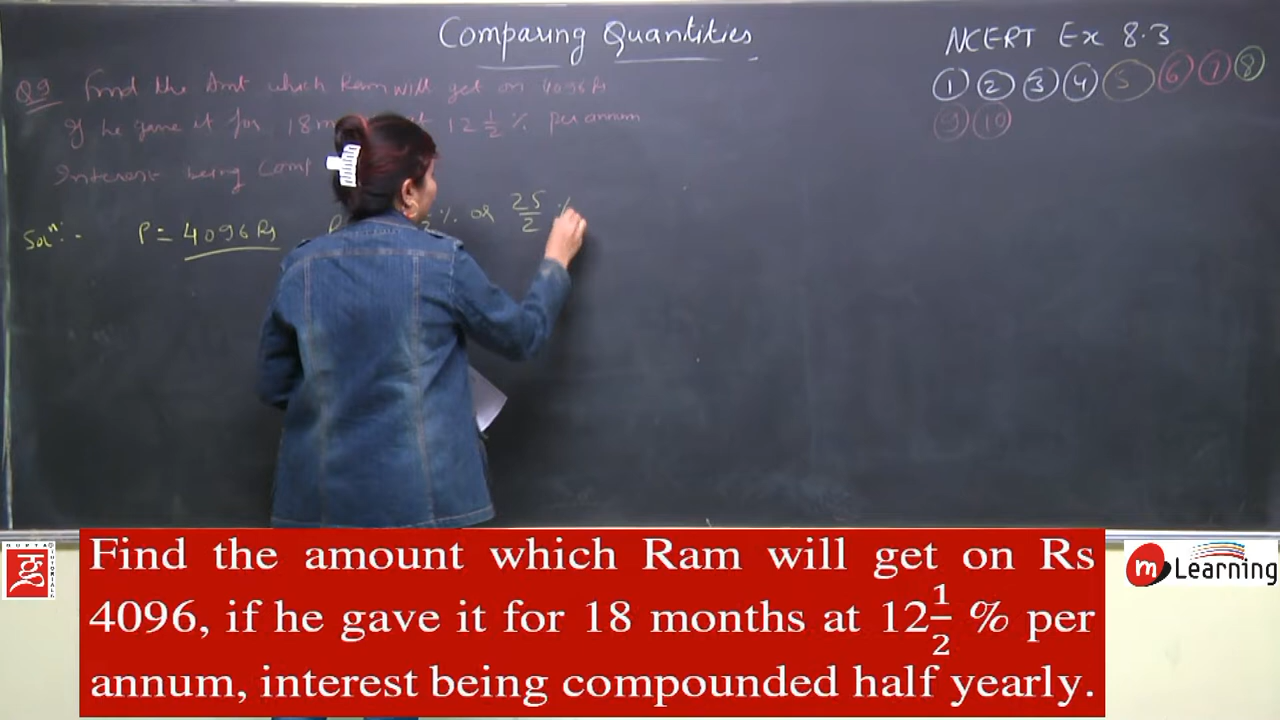 Comparing Quantities
NCERT Ex 8.3
1 2 3 4 5 6 7 8
9 10
Q9 Find the Amt which Ram will get on 4096 Rs
If he gave it for 18 m 12 1/2 % per annum
Interest being Comp
Soln:- P = 4096 Rs 2 % or 25/2 %
Find the amount which Ram will get on Rs
4096, if he gave it for 18 months at 12 1/2 % per
annum, interest being compounded half yearly.
GUPTA
TUTORIALS
m Learning